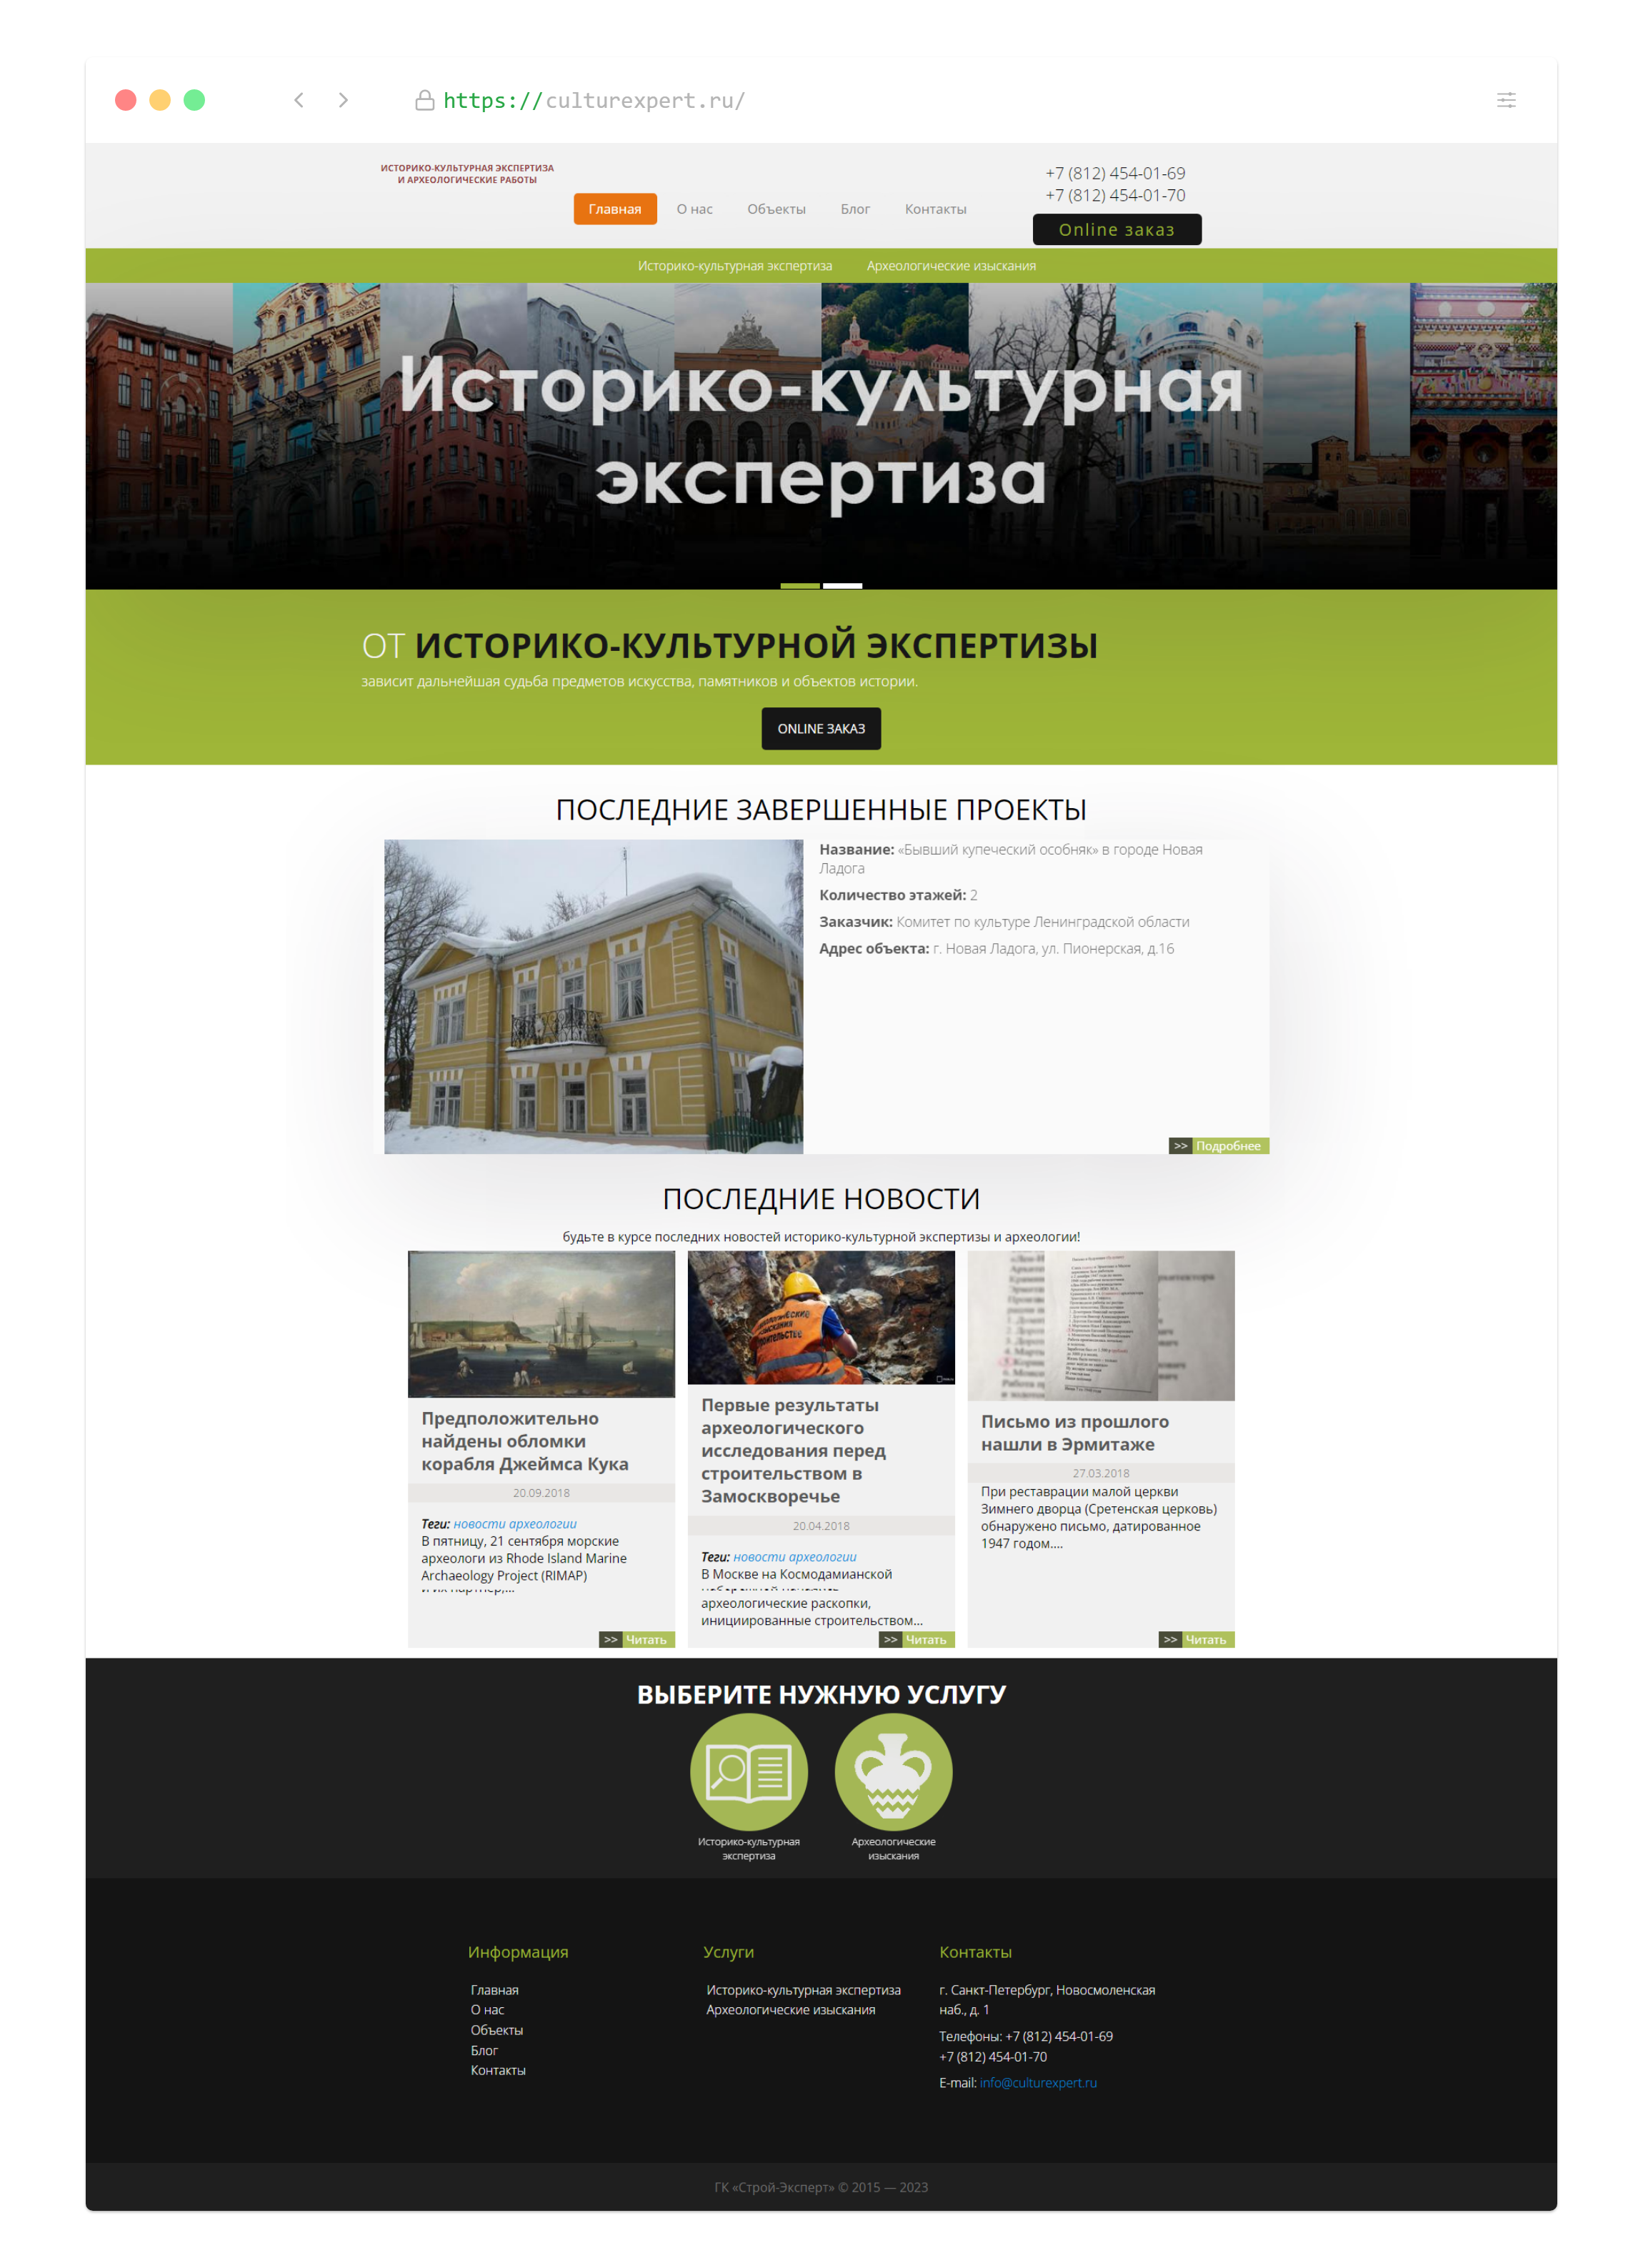 https://culturexpert.ru/
ИСТОРИКО-КУЛЬТУРНАЯ ЭКСПЕРТИЗА
И АРХЕОЛОГИЧЕСКИЕ РАБОТЫ
Главная
О нас
Объекты
Блог
Контакты
+7 (812) 454-01-69
+7 (812) 454-01-70
Online заказ
Историко-культурная экспертиза
Археологические изыскания
Историко-культурная
экспертиза
ОТ ИСТОРИКО-КУЛЬТУРНОЙ ЭКСПЕРТИЗЫ
зависит дальнейшая судьба предметов искусства, памятников и объектов истории.
ONLINE ЗАКАЗ
ПОСЛЕДНИЕ ЗАВЕРШЕННЫЕ ПРОЕКТЫ
Название: «Бывший купеческий особняк» в городе Новая
Ладога
Количество этажей: 2
Заказчик: Комитет по культуре Ленинградской области
Адрес объекта: г. Новая Ладога, ул. Пионерская, д.16
>> Подробнее
ПОСЛЕДНИЕ НОВОСТИ
будьте в курсе последних новостей историко-культурной экспертизы и археологии!
Предположительно
найдены обломки
корабля Джеймса Кука
20.09.2018
Теги: новости археологии
В пятницу, 21 сентября морские
археологи из Rhode Island Marine
Archaeology Project (RIMAP)
и их партнер,...
>> Читать
Первые результаты
археологического
исследования перед
строительством в
Замоскворечье
20.04.2018
Теги: новости археологии
В Москве на Космодамианской
археологические раскопки,
инициированные строительством...
>> Читать
Письмо из прошлого
нашли в Эрмитаже
27.03.2018
При реставрации малой церкви
Зимнего дворца (Сретенская церковь)
обнаружено письмо, датированное
1947 годом....
>> Читать
ВЫБЕРИТЕ НУЖНУЮ УСЛУГУ
Историко-культурная
экспертиза
Археологические
изыскания
Информация
Главная
О нас
Объекты
Блог
Контакты
Услуги
Историко-культурная экспертиза
Археологические изыскания
Контакты
г. Санкт-Петербург, Новосмоленская
наб., д. 1
Телефоны: +7 (812) 454-01-69
+7 (812) 454-01-70
E-mail: info@culturexpert.ru
ГК «Строй-Эксперт» © 2015 — 2023